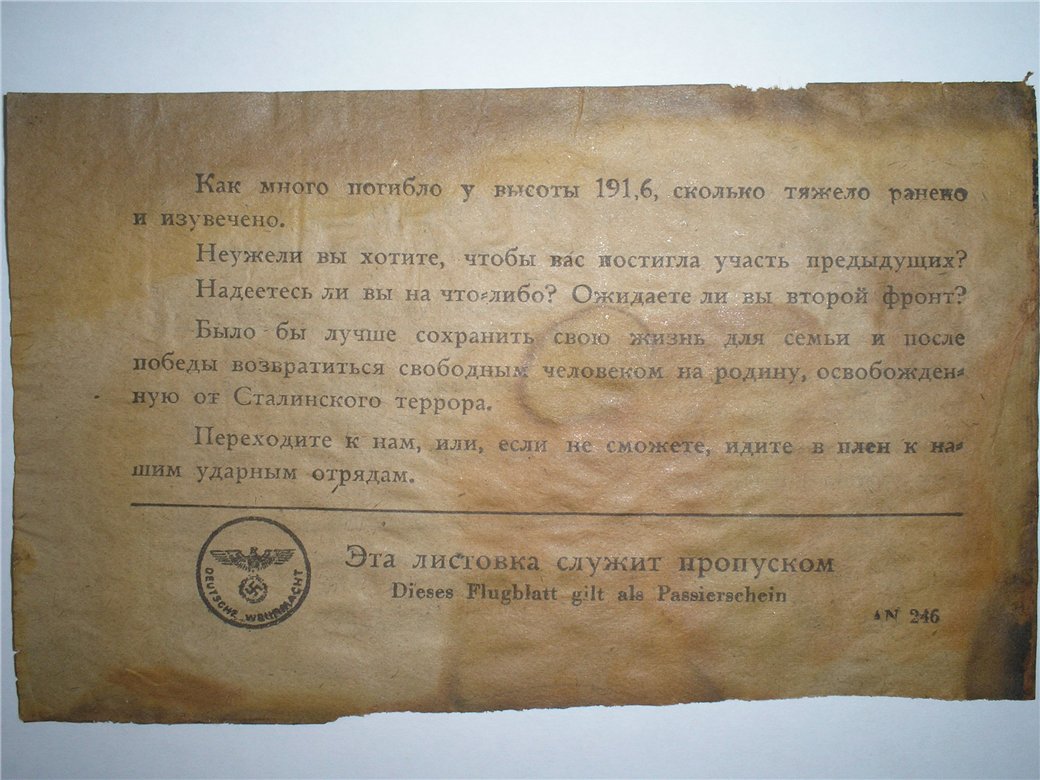 Как много погибло у высоты 191,6, сколько тяжело ранено
и изувечено.
Неужели вы хотите, чтобы вас постигла участь предыдущих?
Надеетесь ли вы на что-либо? Ожидаете ли вы второй фронт?
Было бы лучше сохранить свою жизнь для семьи и после
победы возвратиться свободным человеком на родину, освобожден-
ную от Сталинского террора.
Переходите к нам, или, если не сможете, идите в плен к на-
шим ударным отрядам.
DEUTSCHE WEHRMACHT
Эта листовка служит пропуском
Dieses Flugblatt gilt als Passierschein
AN 246